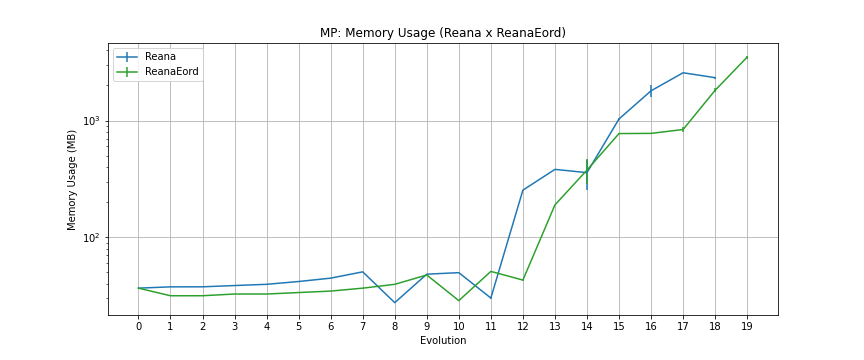 MP: Memory Usage (Reana x ReanaEord)
Reana
ReanaEord
Memory Usage (MB)
10³
10²
0 1 2 3 4 5 6 7 8 9 10 11 12 13 14 15 16 17 18 19
Evolution